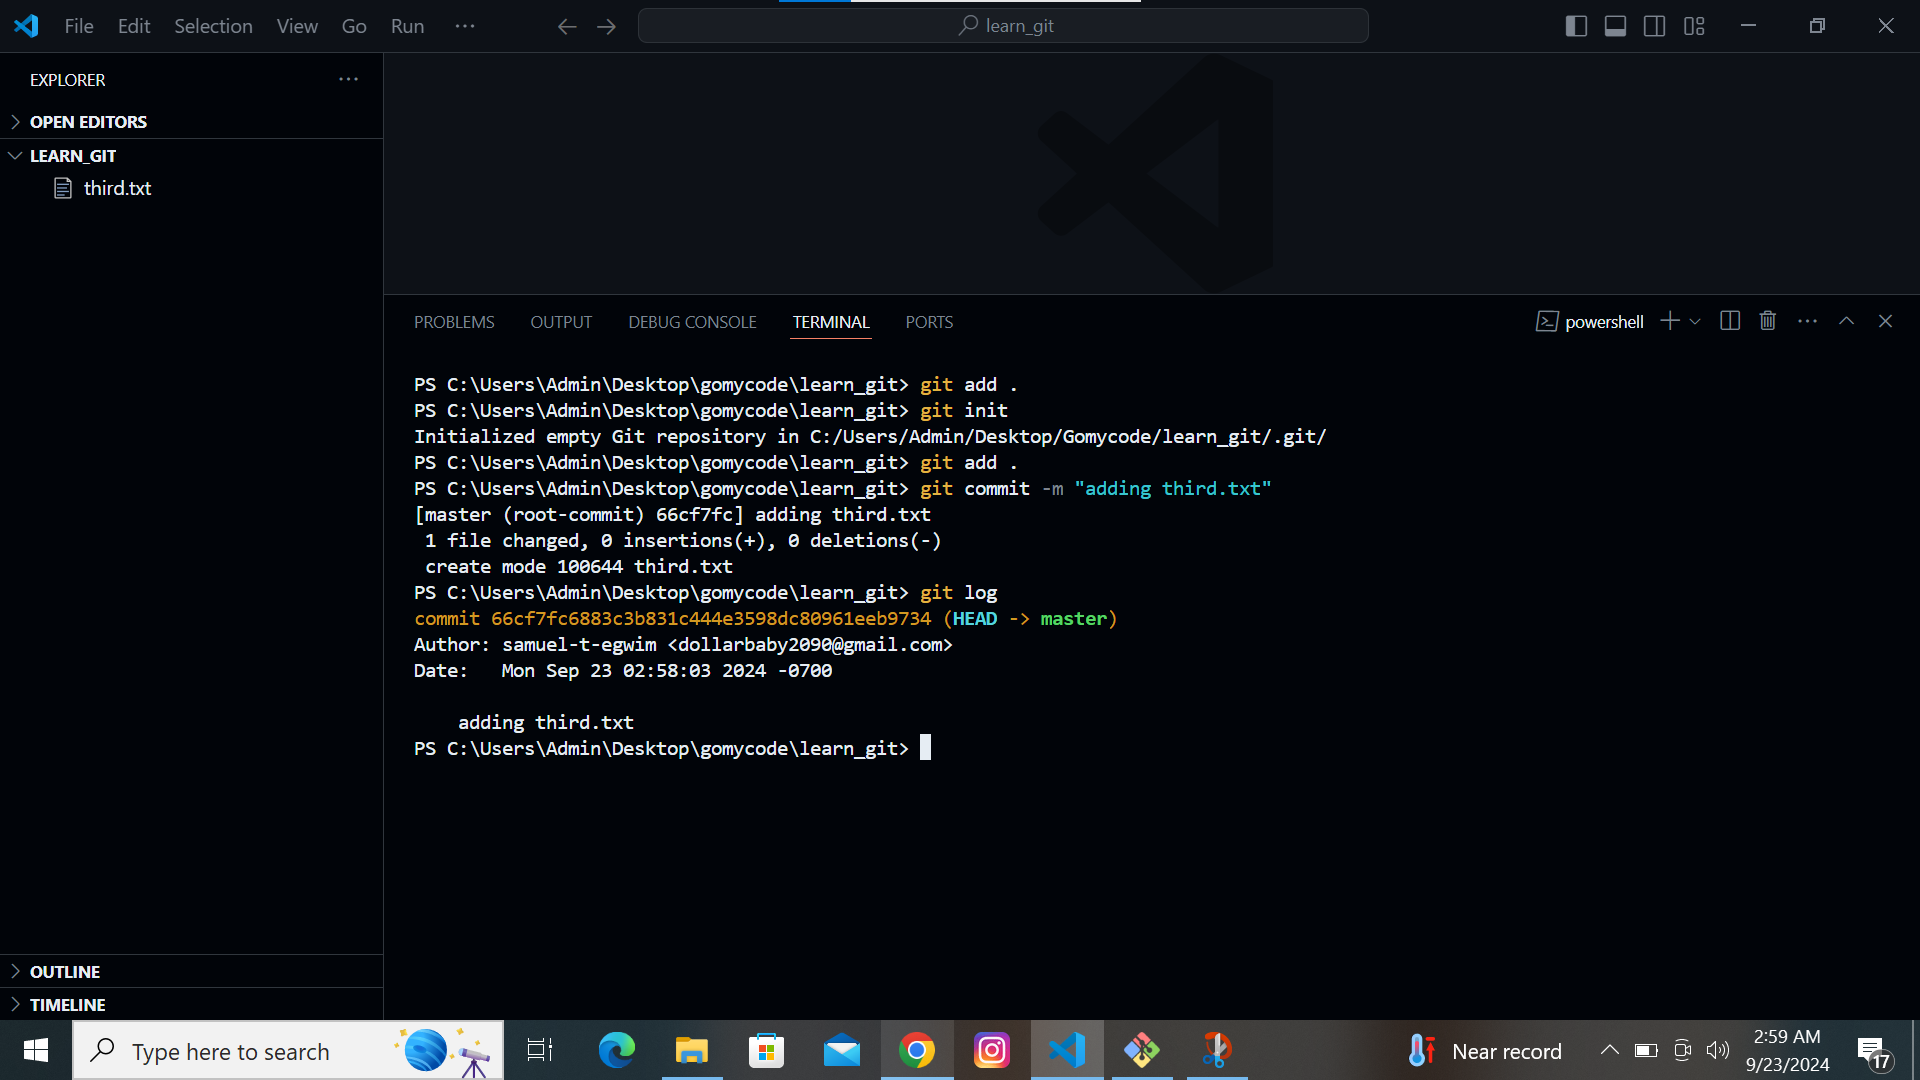 File Edit Selection View Go Run ···
learn_git
EXPLORER
OPEN EDITORS
LEARN_GIT
third.txt
PROBLEMS OUTPUT DEBUG CONSOLE TERMINAL PORTS
powershell
PS C:\Users\Admin\Desktop\gomycode\learn_git> git add .
PS C:\Users\Admin\Desktop\gomycode\learn_git> git init
Initialized empty Git repository in C:/Users/Admin/Desktop/Gomycode/learn_git/.git/
PS C:\Users\Admin\Desktop\gomycode\learn_git> git add .
PS C:\Users\Admin\Desktop\gomycode\learn_git> git commit -m "adding third.txt"
[master (root-commit) 66cf7fc] adding third.txt
 1 file changed, 0 insertions(+), 0 deletions(-)
 create mode 100644 third.txt
PS C:\Users\Admin\Desktop\gomycode\learn_git> git log
commit 66cf7fc6883c3b831c444e3598dc80961eeb9734 (HEAD -> master)
Author: samuel-t-egwim <dollarbaby2090@gmail.com>
Date:   Mon Sep 23 02:58:03 2024 -0700
    adding third.txt
PS C:\Users\Admin\Desktop\gomycode\learn_git>
OUTLINE
TIMELINE
Type here to search
Near record
2:59 AM
9/23/2024
17